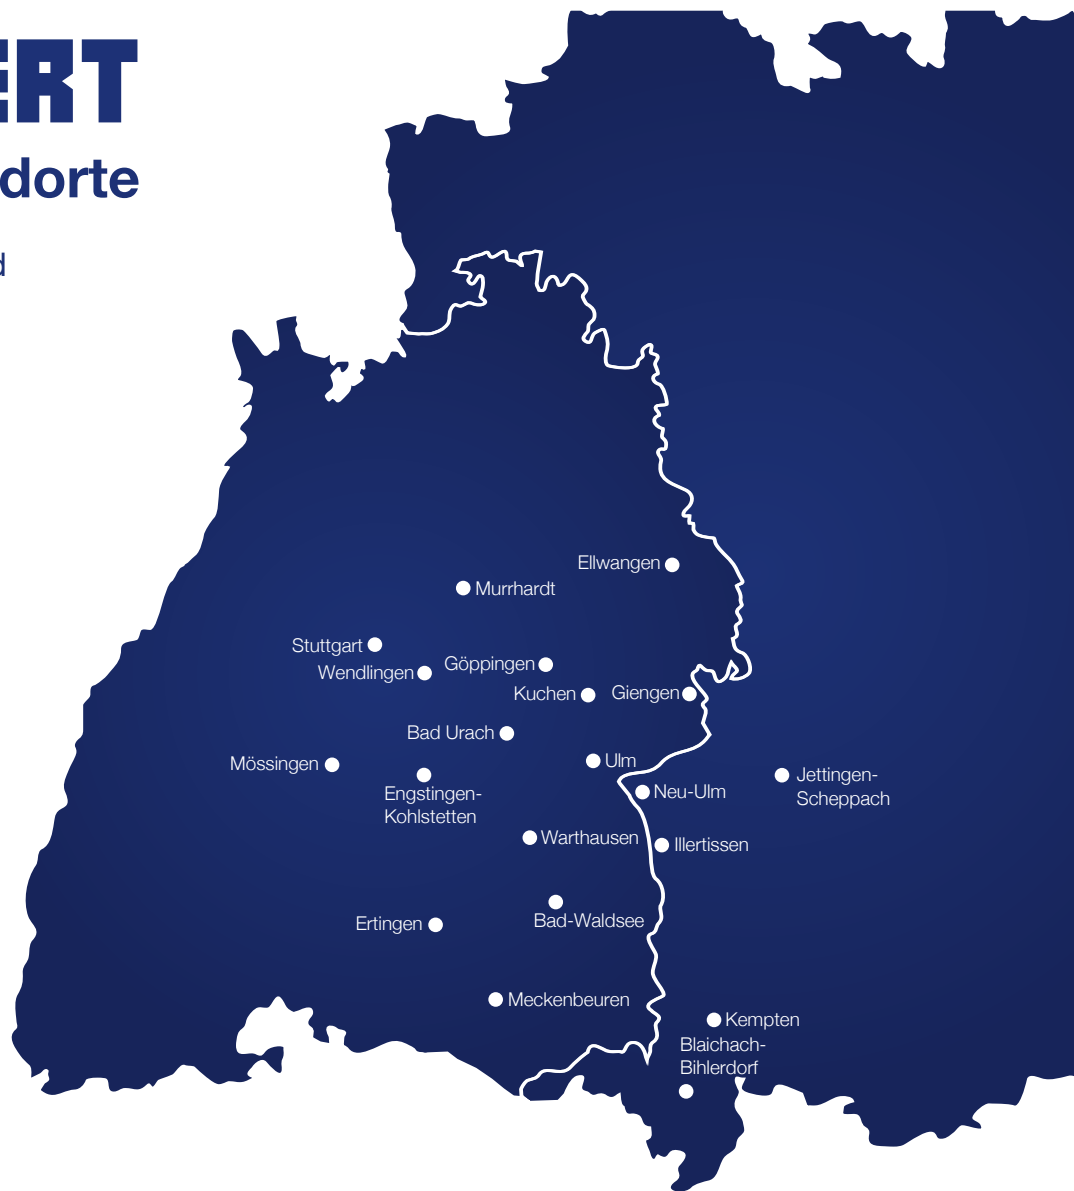 ERT
dorte
d
Ellwangen
Murrhardt
Stuttgart
Göppingen
Wendlingen
Kuchen
Giengen
Bad Urach
Ulm
Mössingen
Jettingen-
Scheppach
Engstingen-
Kohlstetten
Neu-Ulm
Warthausen
Illertissen
Bad-Waldsee
Ertingen
Meckenbeuren
Kempten
Blaichach-
Bihlerdorf